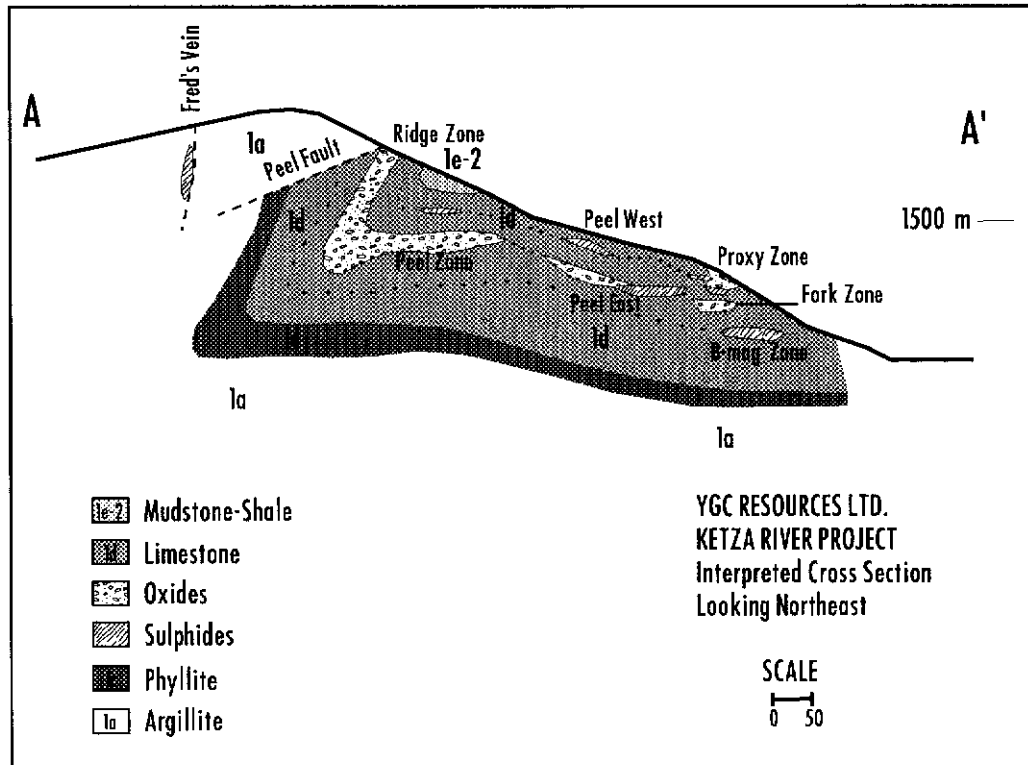 Fred's Vein
A
A'
1a
Peel Fault
Ridge Zone
1e-2
1d
1d
Peel West
1500 m
Peel Zone
Proxy Zone
Peel East
Fork Zone
1d
B-mag Zone
1a
1a
1e-2 Mudstone-Shale
1d Limestone
Oxides
Sulphides
Phyllite
1a Argillite
YGC RESOURCES LTD.
KETZA RIVER PROJECT
Interpreted Cross Section
Looking Northeast
SCALE
0 50